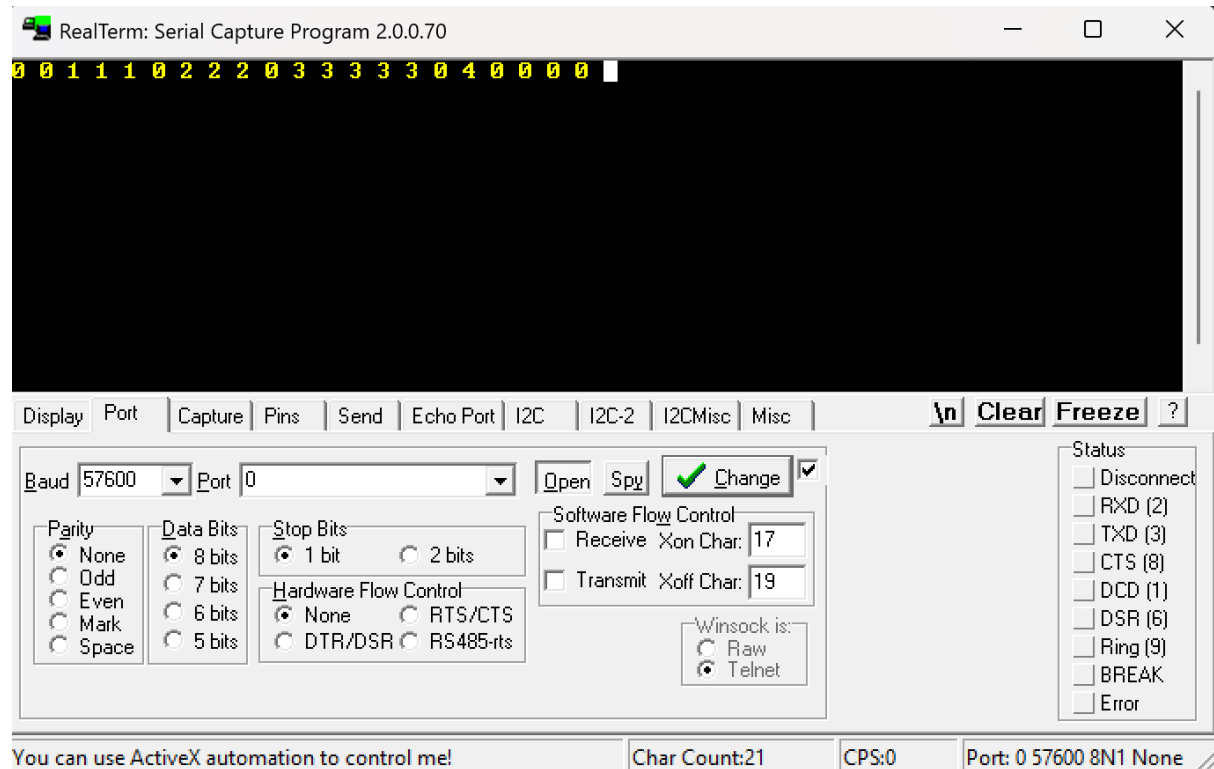 RealTerm: Serial Capture Program 2.0.0.70
0 0 1 1 1 0 2 2 2 0 3 3 3 3 3 0 4 0 0 0 0
Display Port Capture Pins Send Echo Port I2C I2C-2 I2CMisc Misc \n Clear Freeze ?
Baud 57600 Port 0 Open Spy Change
Parity
None
Odd
Even
Mark
Space
Data Bits
8 bits
7 bits
6 bits
5 bits
Stop Bits
1 bit 2 bits
Hardware Flow Control
None RTS/CTS
DTR/DSR RS485-rts
Software Flow Control
Receive Xon Char: 17
Transmit Xoff Char: 19
Winsock is:
Raw
Telnet
Status
Disconnect
RXD (2)
TXD (3)
CTS (8)
DCD (1)
DSR (6)
Ring (9)
BREAK
Error
You can use ActiveX automation to control me! Char Count:21 CPS:0 Port: 0 57600 8N1 None